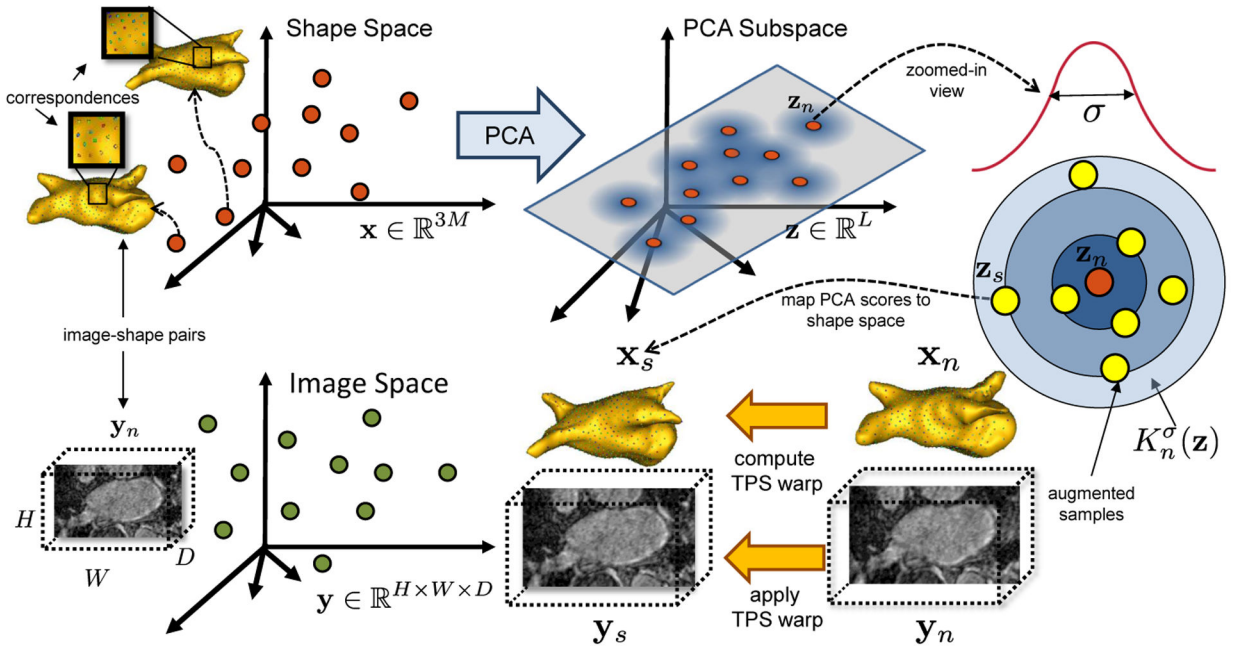 Shape Space
correspondences
𝐱 ∈ ℝ^{3M}
PCA
PCA Subspace
𝐳_n
𝐳 ∈ ℝ^L
zoomed-in
view
σ
𝐳_n
𝐳_s
K_n^σ(𝐳)
augmented
samples
map PCA scores to
shape space
image-shape pairs
𝐲_n
H
W
D
Image Space
𝐲 ∈ ℝ^{H×W×D}
𝐱_s
𝐱_n
compute
TPS warp
apply
TPS warp
𝐲_s
𝐲_n